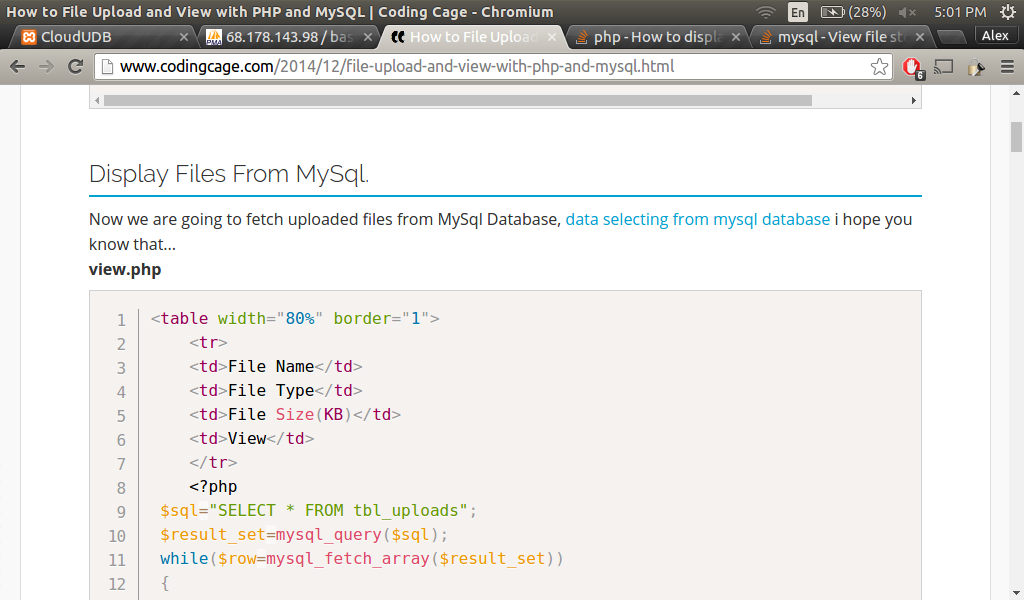 How to File Upload and View with PHP and MySQL | Coding Cage - Chromium
En (28%) 5:01 PM
CloudUDB × 68.178.143.98 / bas × How to File Upload × php - How to displa × mysql - View file st × Alex
www.codingcage.com/2014/12/file-upload-and-view-with-php-and-mysql.html 6
Display Files From MySql.
Now we are going to fetch uploaded files from MySql Database, data selecting from mysql database i hope you
know that...
view.php
1 <table width="80%" border="1">
2 <tr>
3 <td>File Name</td>
4 <td>File Type</td>
5 <td>File Size(KB)</td>
6 <td>View</td>
7 </tr>
8 <?php
9 $sql="SELECT * FROM tbl_uploads";
10 $result_set=mysql_query($sql);
11 while($row=mysql_fetch_array($result_set))
12 {